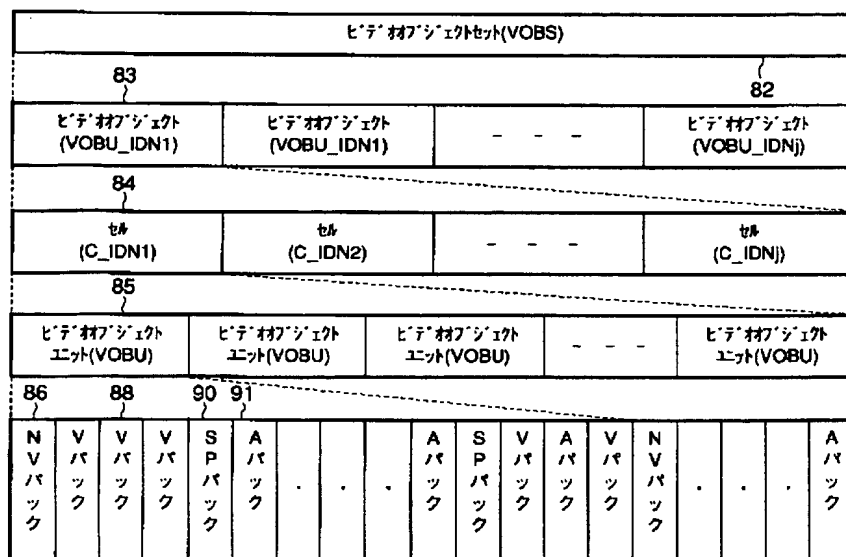 ﾋﾞﾃﾞｵｵﾌﾞｼﾞｪｸﾄｾｯﾄ(VOBS)
82
83
ﾋﾞﾃﾞｵｵﾌﾞｼﾞｪｸﾄ
(VOBU_IDN1)
ﾋﾞﾃﾞｵｵﾌﾞｼﾞｪｸﾄ
(VOBU_IDN1)
- - -
ﾋﾞﾃﾞｵｵﾌﾞｼﾞｪｸﾄ
(VOBU_IDNj)
84
ｾﾙ
(C_IDN1)
ｾﾙ
(C_IDN2)
- - -
ｾﾙ
(C_IDNj)
85
ﾋﾞﾃﾞｵｵﾌﾞｼﾞｪｸﾄ
ﾕﾆｯﾄ(VOBU)
ﾋﾞﾃﾞｵｵﾌﾞｼﾞｪｸﾄ
ﾕﾆｯﾄ(VOBU)
ﾋﾞﾃﾞｵｵﾌﾞｼﾞｪｸﾄ
ﾕﾆｯﾄ(VOBU)
- - -
ﾋﾞﾃﾞｵｵﾌﾞｼﾞｪｸﾄ
ﾕﾆｯﾄ(VOBU)
86 88 90 91
NVパック
Vパック
Vパック
Vパック
SPパック
Aパック
. . .
Aパック
SPパック
Vパック
Aパック
Vパック
NVパック
. . .
Aパック